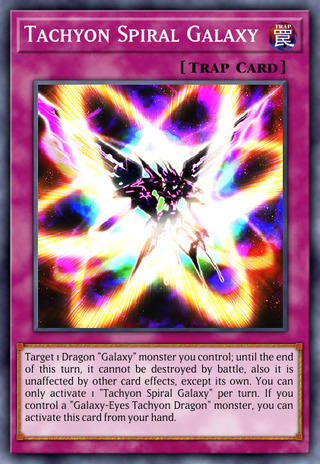 Tachyon Spiral Galaxy
TRAP
罠
[Trap Card]
Target 1 Dragon "Galaxy" monster you control; until the end
of this turn, it cannot be destroyed by battle, also it is
unaffected by other card effects, except its own. You can
only activate 1 "Tachyon Spiral Galaxy" per turn. If you
control a "Galaxy-Eyes Tachyon Dragon" monster, you can
activate this card from your hand.